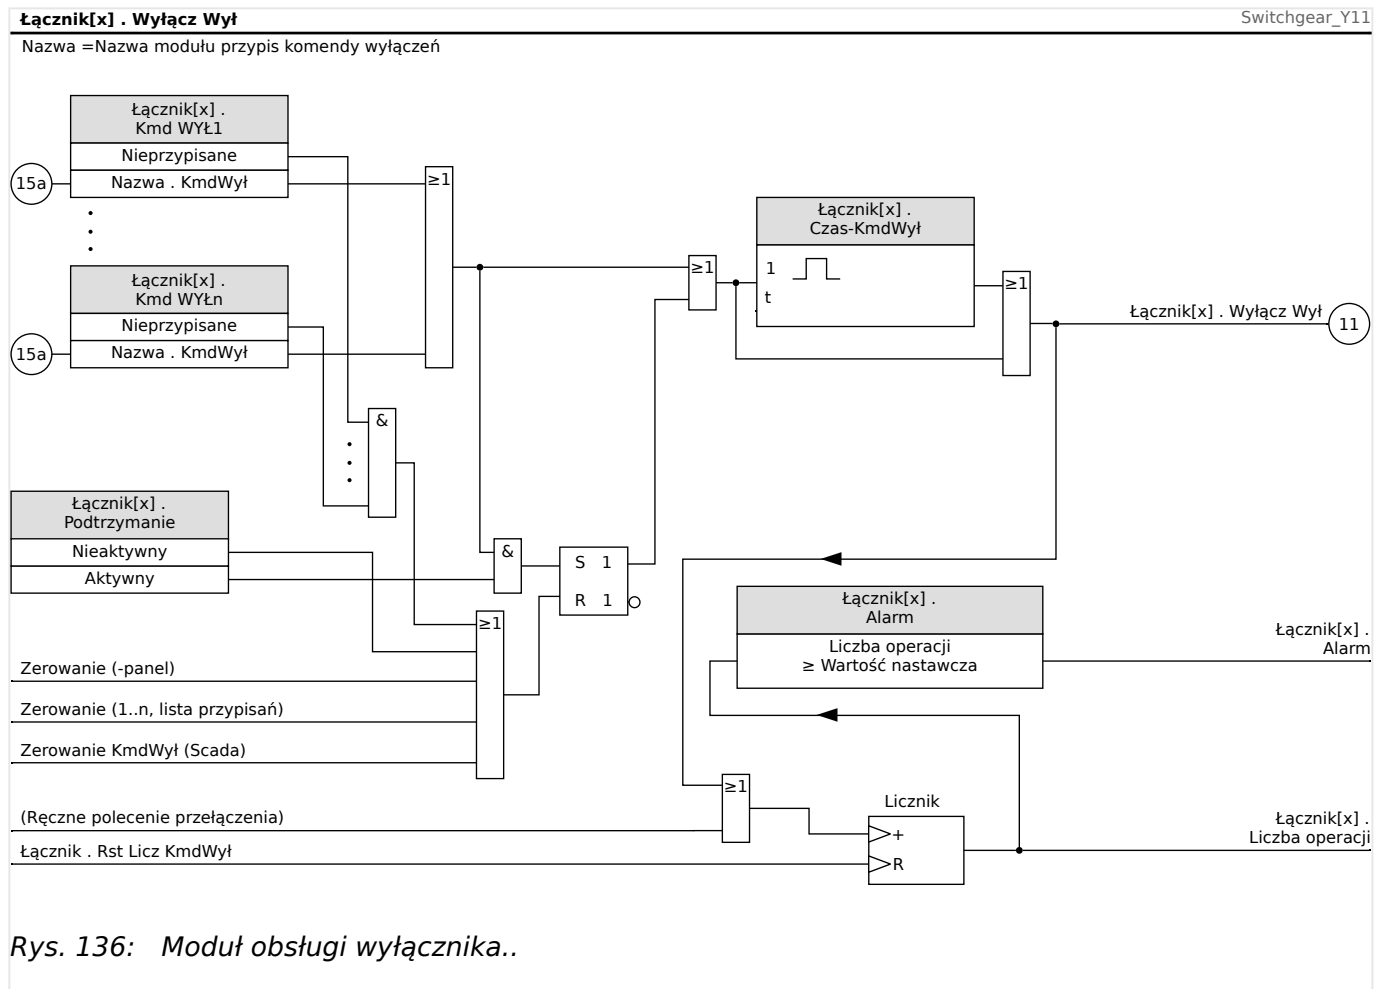 Łącznik[x] . Wyłącz Wył
Switchgear_Y11
Nazwa =Nazwa modułu przypis komendy wyłączeń
Łącznik[x] .
Kmd WYŁ1
Nieprzypisane
15a
Nazwa . KmdWył
≥1
Łącznik[x] .
Czas-KmdWył
1
t
≥1
≥1
Łącznik[x] .
Kmd WYŁn
Nieprzypisane
15a
Nazwa . KmdWył
Łącznik[x] . Wyłącz Wył
11
&
Łącznik[x] .
Podtrzymanie
Nieaktywny
Aktywny
&
S 1
R 1
≥1
Łącznik[x] .
Alarm
Liczba operacji
≥ Wartość nastawcza
Łącznik[x] .
Alarm
Zerowanie (-panel)
Zerowanie (1..n, lista przypisań)
Zerowanie KmdWył (Scada)
≥1
Licznik
(Ręczne polecenie przełączenia)
+
Łącznik . Rst Licz KmdWył
R
Łącznik[x] .
Liczba operacji
Rys. 136: Moduł obsługi wyłącznika..